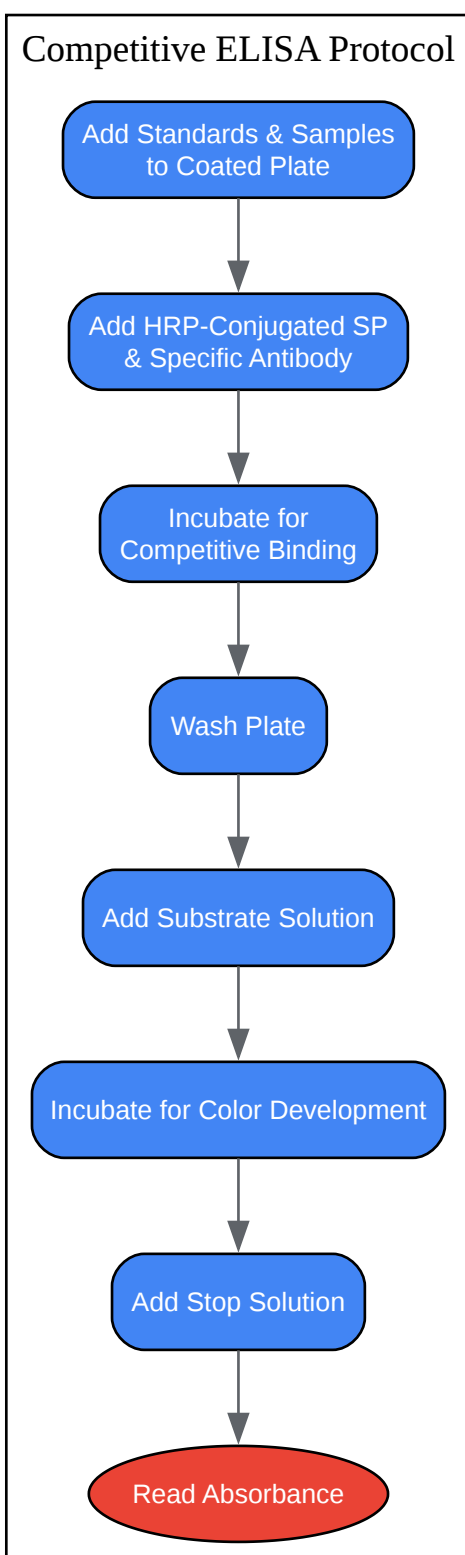 Competitive ELISA Protocol
Add Standards & Samples
to Coated Plate
Add HRP-Conjugated SP
& Specific Antibody
Incubate for
Competitive Binding
Wash Plate
Add Substrate Solution
Incubate for Color Development
Add Stop Solution
Read Absorbance